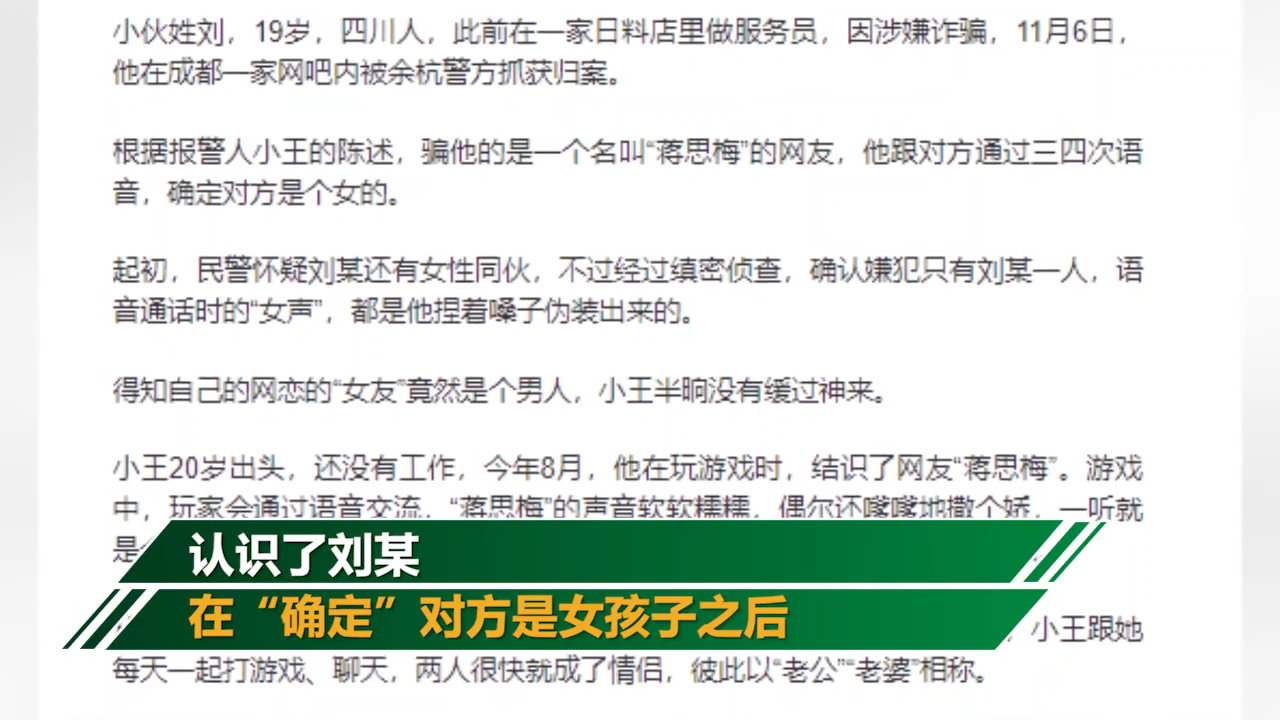 小伙姓刘，19岁，四川人，此前在一家日料店里做服务员，因涉嫌诈骗，11月6日，
他在成都一家网吧内被余杭警方抓获归案。
根据报警人小王的陈述，骗他的是一个名叫“蒋思梅”的网友，他跟对方通过三四次语
音，确定对方是个女的。
起初，民警怀疑刘某还有女性同伙，不过经过缜密侦查，确认嫌犯只有刘某一人，语
音通话时的“女声”，都是他捏着嗓子伪装出来的。
得知自己的网恋的“女友”竟然是个男人，小王半晌没有缓过神来。
小王20岁出头，还没有工作，今年8月，他在玩游戏时，结识了网友“蒋思梅”。游戏
中，玩家会通过语音交流，“蒋思梅”的声音软软糯糯，偶尔还嗲嗲地撒个娇，一听就
是
认识了刘某
在“确定”对方是女孩子之后
，小王跟她
每天一起打游戏、聊天，两人很快就成了情侣，彼此以“老公”“老婆”相称。